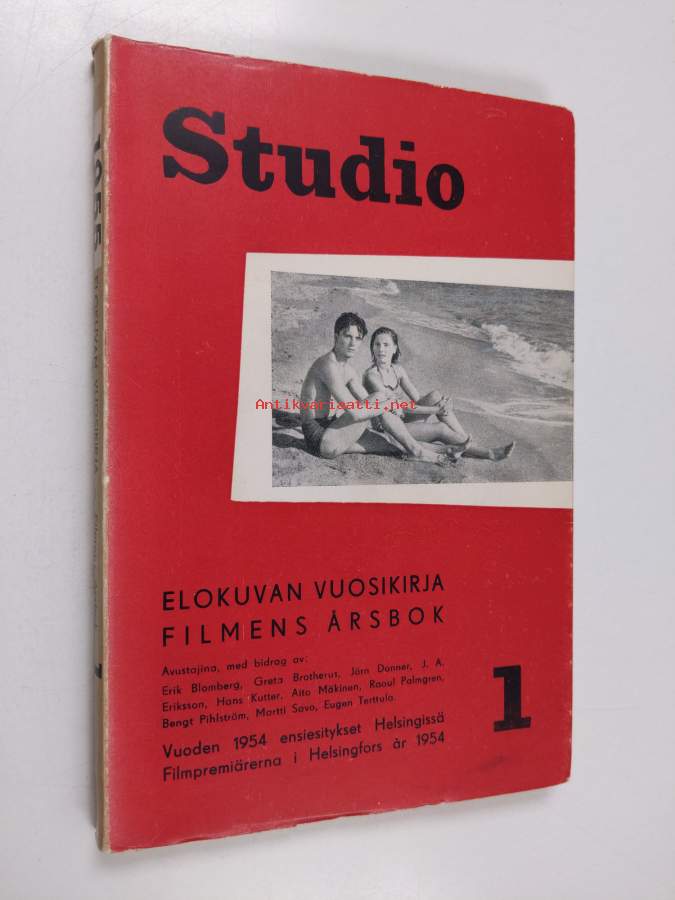 Studio
Antikvariaatti.net
ELOKUVAN VUOSIKIRJA
FILMENS ÅRSBOK
Avustajina, med bidrag av:
Erik Blomberg, Greta Brotherus, Jörn Donner, J. A.
Eriksson, Hans Kutter, Aito Mäkinen, Raoul Palmgren,
Bengt Pihlström, Martti Savo, Eugen Terttula.
Vuoden 1954 ensiesitykset Helsingissä
Filmpremiärerna i Helsingfors år 1954
1
1955